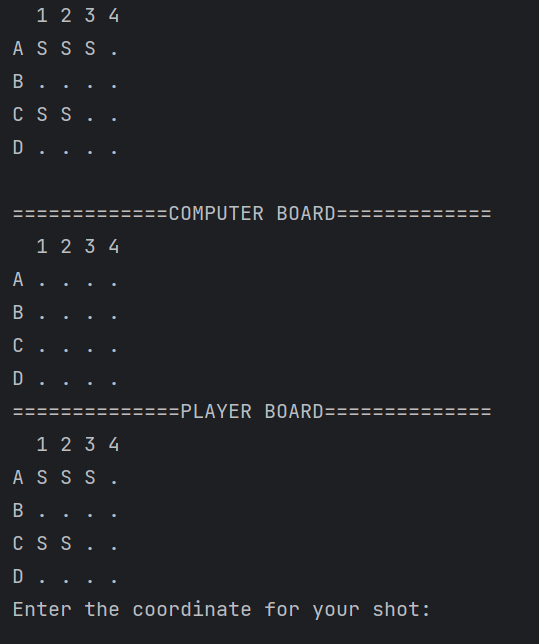 1 2 3 4
A S S S .
B . . . .
C S S . .
D . . . .

=============COMPUTER BOARD=============
  1 2 3 4
A . . . .
B . . . .
C . . . .
D . . . .
==============PLAYER BOARD==============
  1 2 3 4
A S S S .
B . . . .
C S S . .
D . . . .
Enter the coordinate for your shot: